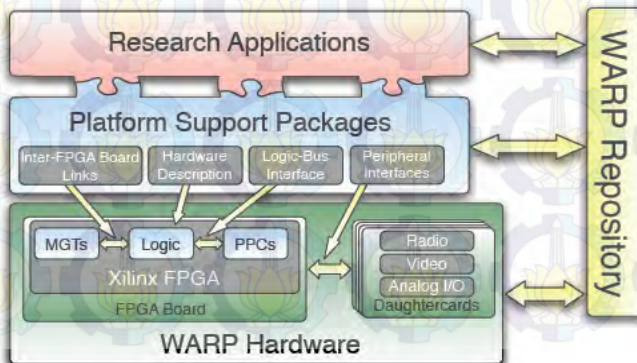 Research Applications
Platform Support Packages
Inter-FPGA Board
Links
Hardware
Description
Logic-Bus
Interface
Peripheral
Interfaces
MGTs
Logic
PPCs
Xilinx FPGA
FPGA Board
Radio
Video
Analog I/O
Daughtercards
WARP Hardware
WARP Repository